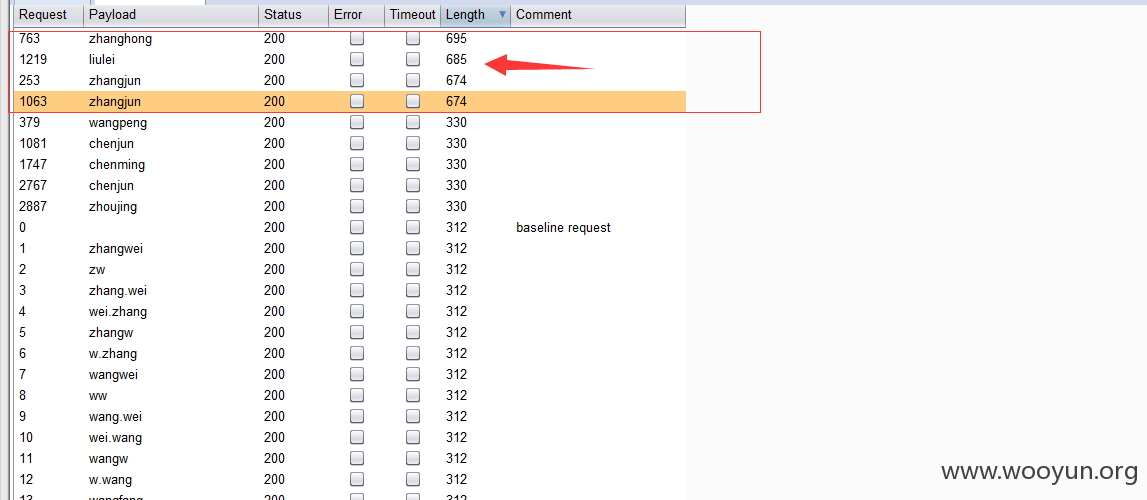 Request Payload Status Error Timeout Length Comment
763 zhanghong 200 695
1219 liulei 200 685
253 zhangjun 200 674
1063 zhangjun 200 674
379 wangpeng 200 330
1081 chenjun 200 330
1747 chenming 200 330
2767 chenjun 200 330
2887 zhoujing 200 330
0 200 312 baseline request
1 zhangwei 200 312
2 zw 200 312
3 zhang.wei 200 312
4 wei.zhang 200 312
5 zhangw 200 312
6 w.zhang 200 312
7 wangwei 200 312
8 ww 200 312
9 wang.wei 200 312
10 wei.wang 200 312
11 wangw 200 312
12 w.wang 200 312
13 wangfang 200 312
www.wooyun.org